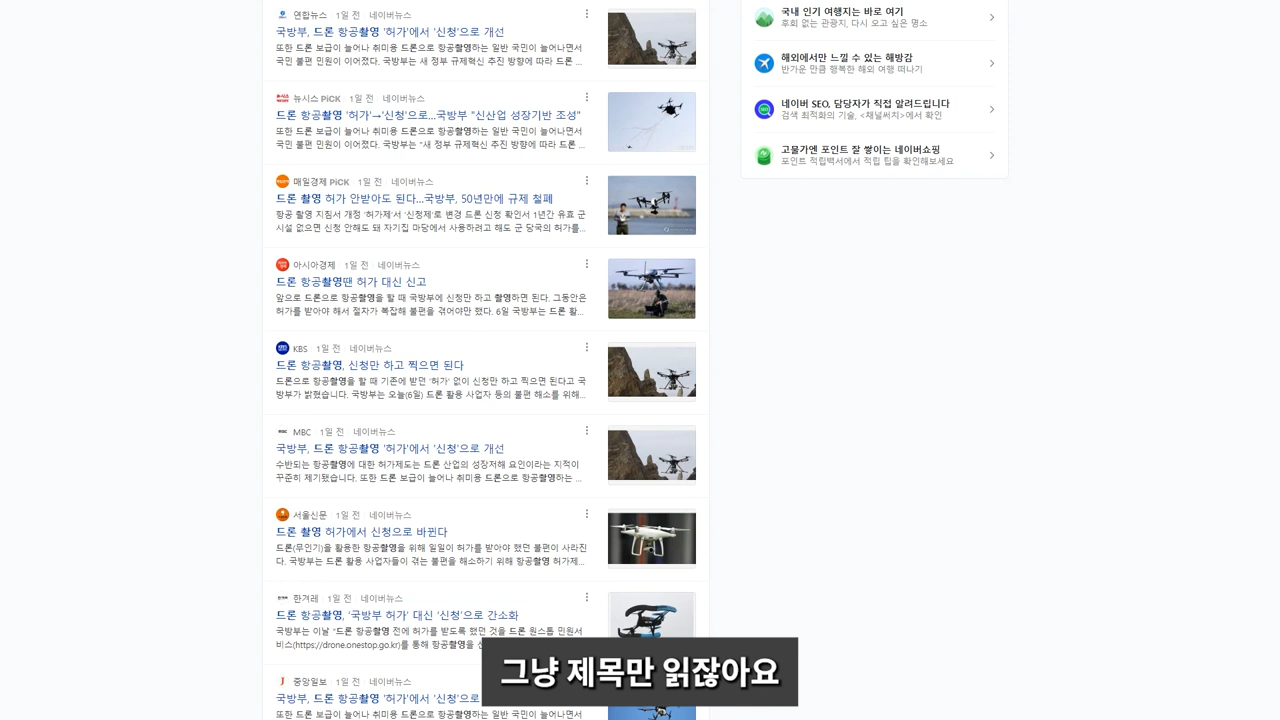 연합뉴스 1일 전 네이버뉴스
국방부, 드론 항공촬영 '허가'에서 '신청'으로 개선
또한 드론 보급이 늘어나 취미용 드론으로 항공촬영하는 일반 국민이 늘어나면서
국민 불편 민원이 이어졌다. 국방부는 새 정부 규제혁신 추진 방향에 따라 드론 ...
뉴시스 PiCK 1일 전 네이버뉴스
드론 항공촬영 '허가'→'신청'으로…국방부 "신산업 성장기반 조성"
또한 드론 보급이 늘어나 취미용 드론으로 항공촬영하는 일반 국민이 늘어나면서
국민 불편 민원이 이어졌다. 국방부는 "새 정부 규제혁신 추진 방향에 따라 드론 ...
매일경제 PiCK 1일 전 네이버뉴스
드론 촬영 허가 안받아도 된다…국방부, 50년만에 규제 철폐
항공 촬영 지침서 개정 '허가제'서 '신청제'로 변경 드론 신청 확인서 1년간 유효 군
시설 없으면 신청 안해도 돼 자기집 마당에서 사용하려고 해도 군 당국의 허가를...
아시아경제 1일 전 네이버뉴스
드론 항공촬영땐 허가 대신 신고
앞으로 드론으로 항공촬영을 할 때 국방부에 신청만 하고 촬영하면 된다. 그동안은
허가를 받아야 해서 절차가 복잡해 불편을 겪어야만 했다. 6일 국방부는 드론 활...
KBS 1일 전 네이버뉴스
드론 항공촬영, 신청만 하고 찍으면 된다
드론으로 항공촬영을 할 때 기존에 받던 '허가' 없이 신청만 하고 찍으면 된다고 국
방부가 밝혔습니다. 국방부는 오늘(6일) 드론 활용 사업자 등의 불편 해소를 위해...
MBC 1일 전 네이버뉴스
국방부, 드론 항공촬영 '허가'에서 '신청'으로 개선
수반되는 항공촬영에 대한 허가제도는 드론 산업의 성장저해 요인이라는 지적이
꾸준히 제기됐습니다. 또한 드론 보급이 늘어나 취미용 드론으로 항공촬영하는 ...
서울신문 1일 전 네이버뉴스
드론 촬영 허가에서 신청으로 바뀐다
드론(무인기)을 활용한 항공촬영을 위해 일일이 허가를 받아야 했던 불편이 사라진
다. 국방부는 드론 활용 사업자들이 겪는 불편을 해소하기 위해 항공촬영 허가제...
한겨레 1일 전 네이버뉴스
드론 항공촬영, '국방부 허가' 대신 '신청'으로 간소화
국방부는 이날 "드론 항공촬영 전에 허가를 받도록 했던 것을 드론 원스톱 민원서
비스(https://drone.onestop.go.kr)를 통해 항공촬영을 신
중앙일보 1일 전 네이버뉴스
국방부, 드론 항공촬영 '허가'에서 '신청'으로
또한 드론 보급이 늘어나 취미용 드론으로 항공촬영하는 일반 국민이 늘어나면서
국내 인기 여행지는 바로 여기
후회 없는 관광지, 다시 오고 싶은 명소
해외에서만 느낄 수 있는 해방감
반가운 만큼 행복한 해외 여행 떠나기
네이버 SEO, 담당자가 직접 알려드립니다
검색 최적화의 기술, <채널써치>에서 확인
고물가엔 포인트 잘 쌓이는 네이버쇼핑
포인트 적립백서에서 적립 팁을 확인해보세요
그냥 제목만 읽잖아요